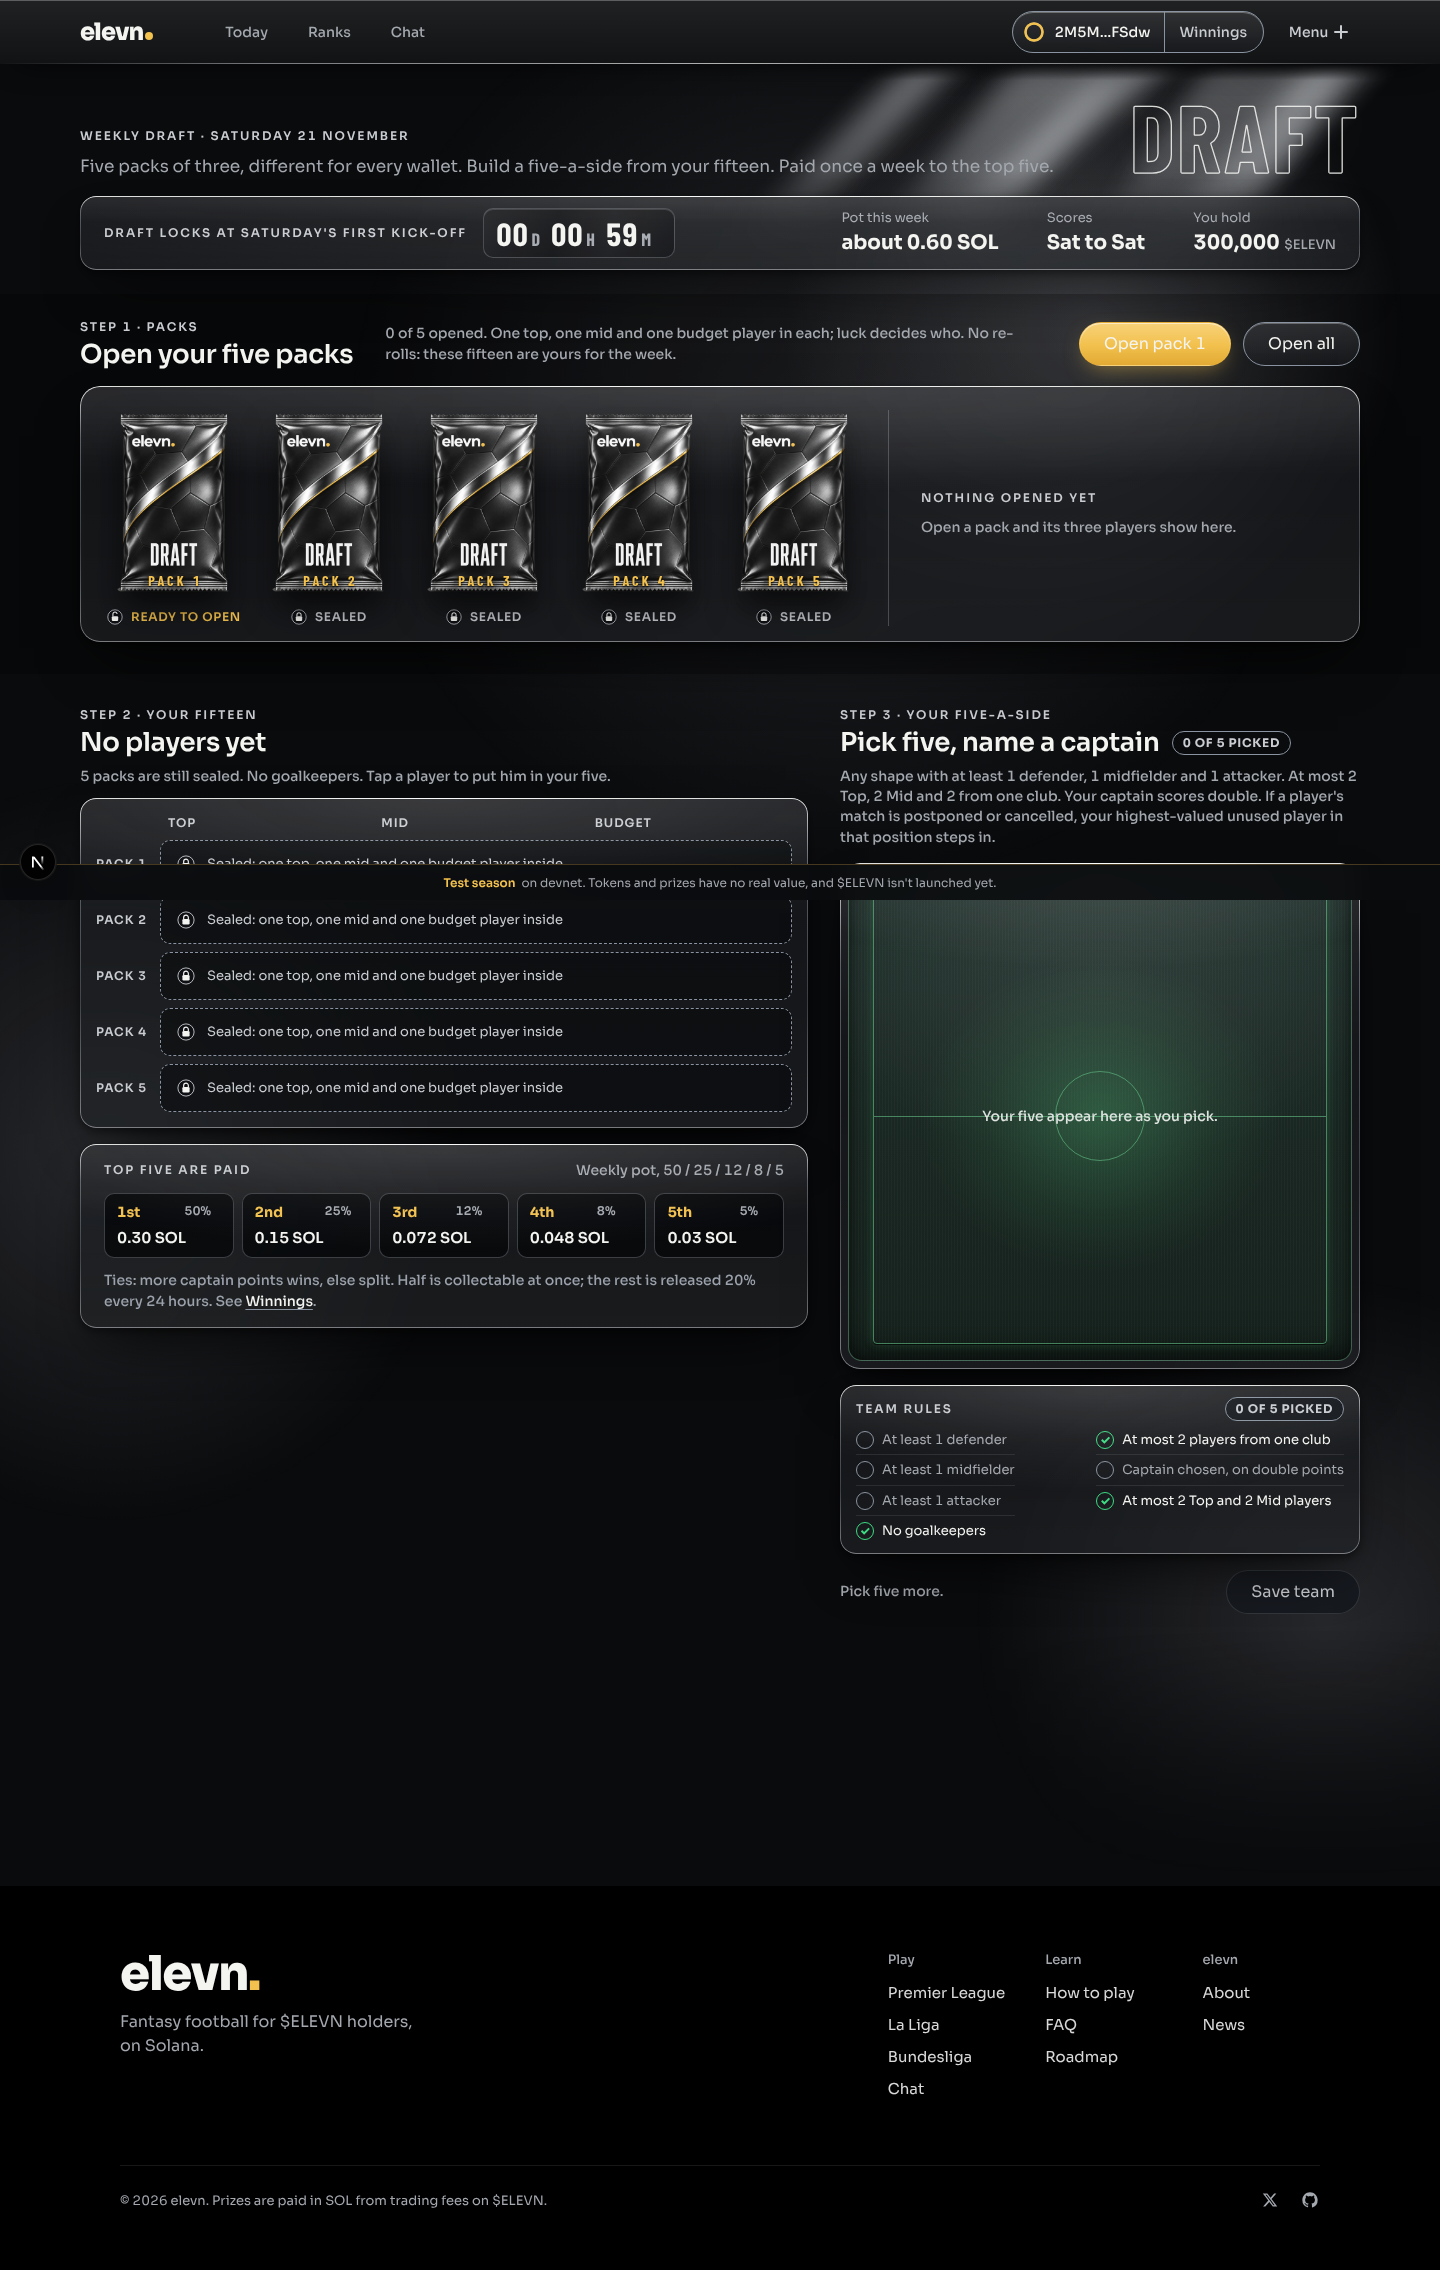 elevn.
Today
Ranks
Chat
2M5M...FSdw
Winnings
Menu
WEEKLY DRAFT · SATURDAY 21 NOVEMBER
Five packs of three, different for every wallet. Build a five-a-side from your fifteen. Paid once a week to the top five.
DRAFT
DRAFT LOCKS AT SATURDAY'S FIRST KICK-OFF
00 D 00 H 59 M
Pot this week
about 0.60 SOL
Scores
Sat to Sat
You hold
300,000 $ELEVN
STEP 1 · PACKS
Open your five packs
0 of 5 opened. One top, one mid and one budget player in each; luck decides who. No re-
rolls: these fifteen are yours for the week.
Open pack 1
Open all
elevn.
DRAFT
PACK 1
READY TO OPEN
elevn.
DRAFT
PACK 2
SEALED
elevn.
DRAFT
PACK 3
SEALED
elevn.
DRAFT
PACK 4
SEALED
elevn.
DRAFT
PACK 5
SEALED
NOTHING OPENED YET
Open a pack and its three players show here.
STEP 2 · YOUR FIFTEEN
No players yet
5 packs are still sealed. No goalkeepers. Tap a player to put him in your five.
TOP
MID
BUDGET
PACK 1
Sealed: one top, one mid and one budget player inside
PACK 2
Sealed: one top, one mid and one budget player inside
PACK 3
Sealed: one top, one mid and one budget player inside
PACK 4
Sealed: one top, one mid and one budget player inside
PACK 5
Sealed: one top, one mid and one budget player inside
STEP 3 · YOUR FIVE-A-SIDE
Pick five, name a captain
0 OF 5 PICKED
Any shape with at least 1 defender, 1 midfielder and 1 attacker. At most 2
Top, 2 Mid and 2 from one club. Your captain scores double. If a player's
match is postponed or cancelled, your highest-valued unused player in
that position steps in.
N
Test season on devnet. Tokens and prizes have no real value, and $ELEVN isn't launched yet.
Your five appear here as you pick.
TOP FIVE ARE PAID
Weekly pot, 50 / 25 / 12 / 8 / 5
1st 50%
0.30 SOL
2nd 25%
0.15 SOL
3rd 12%
0.072 SOL
4th 8%
0.048 SOL
5th 5%
0.03 SOL
Ties: more captain points wins, else split. Half is collectable at once; the rest is released 20%
every 24 hours. See Winnings.
TEAM RULES
0 OF 5 PICKED
At least 1 defender
At least 1 midfielder
At least 1 attacker
No goalkeepers
At most 2 players from one club
Captain chosen, on double points
At most 2 Top and 2 Mid players
Pick five more.
Save team
elevn.
Fantasy football for $ELEVN holders,
on Solana.
Play
Premier League
La Liga
Bundesliga
Chat
Learn
How to play
FAQ
Roadmap
elevn
About
News
© 2026 elevn. Prizes are paid in SOL from trading fees on $ELEVN.